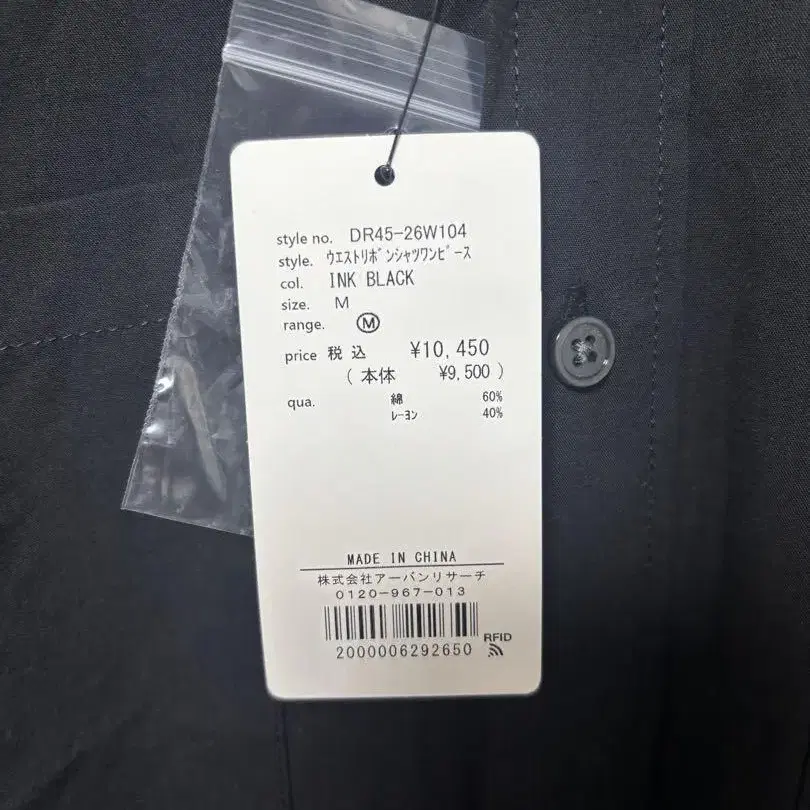 style no. DR45-26W104
style. ｳｴｽﾄﾘﾎﾞﾝｼｬﾂﾜﾝﾋﾟｰｽ
col. INK BLACK
size. M
range. Ⓜ
price 税込 ¥10,450
(本体 ¥9,500)
qua. 綿 60%
ﾚｰﾖﾝ 40%
MADE IN CHINA
株式会社アーバンリサーチ
0120-967-013
RFID
2000006292650